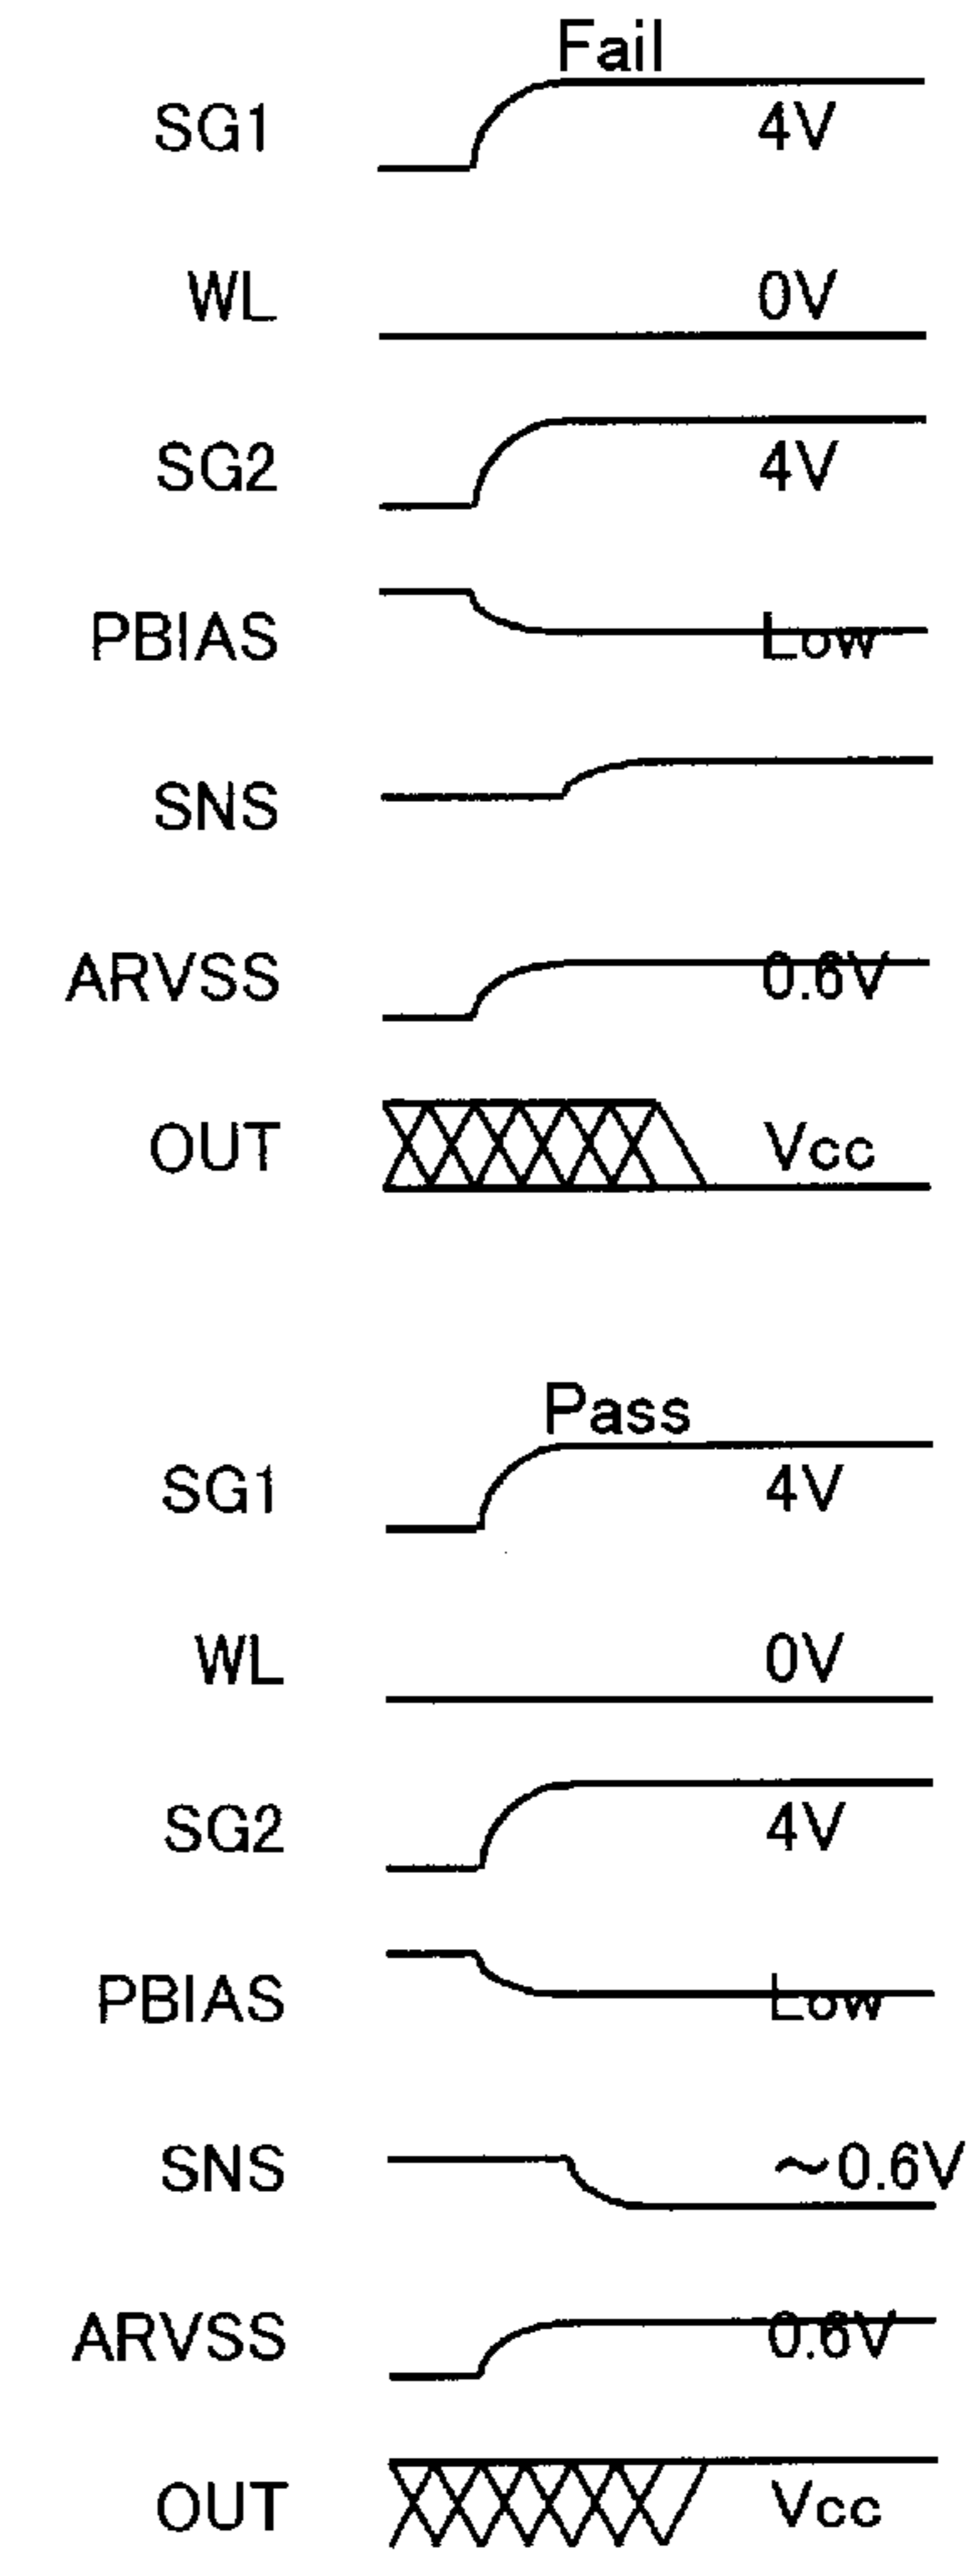 Fail
SG1 4V
WL 0V
SG2 4V
PBIAS Low
SNS
ARVSS 0.6V
OUT Vcc
Pass
SG1 4V
WL 0V
SG2 4V
PBIAS Low
SNS ～0.6V
ARVSS 0.6V
OUT Vcc